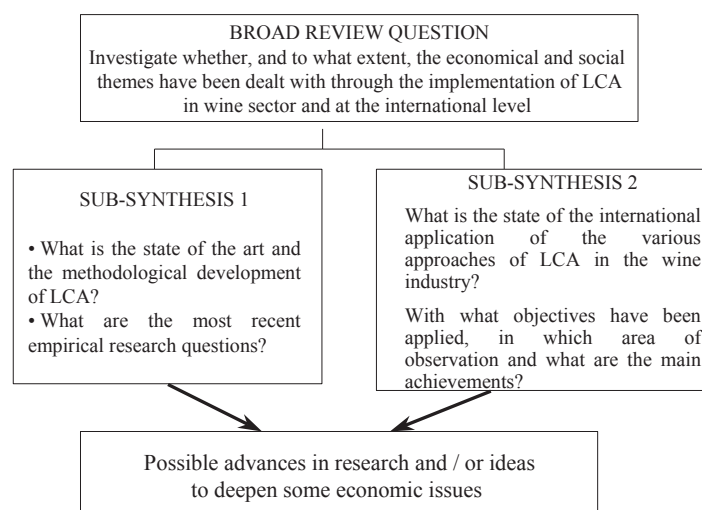 BROAD REVIEW QUESTION
Investigate whether, and to what extent, the economical and social
themes have been dealt with through the implementation of LCA
in wine sector and at the international level
SUB-SYNTHESIS 1
• What is the state of the art and
the methodological development
of LCA?
• What are the most recent
empirical research questions?
SUB-SYNTHESIS 2
What is the state of the international
application of the various
approaches of LCA in the wine
industry?
With what objectives have been
applied, in which area of
observation and what are the main
achievements?
Possible advances in research and / or ideas
to deepen some economic issues